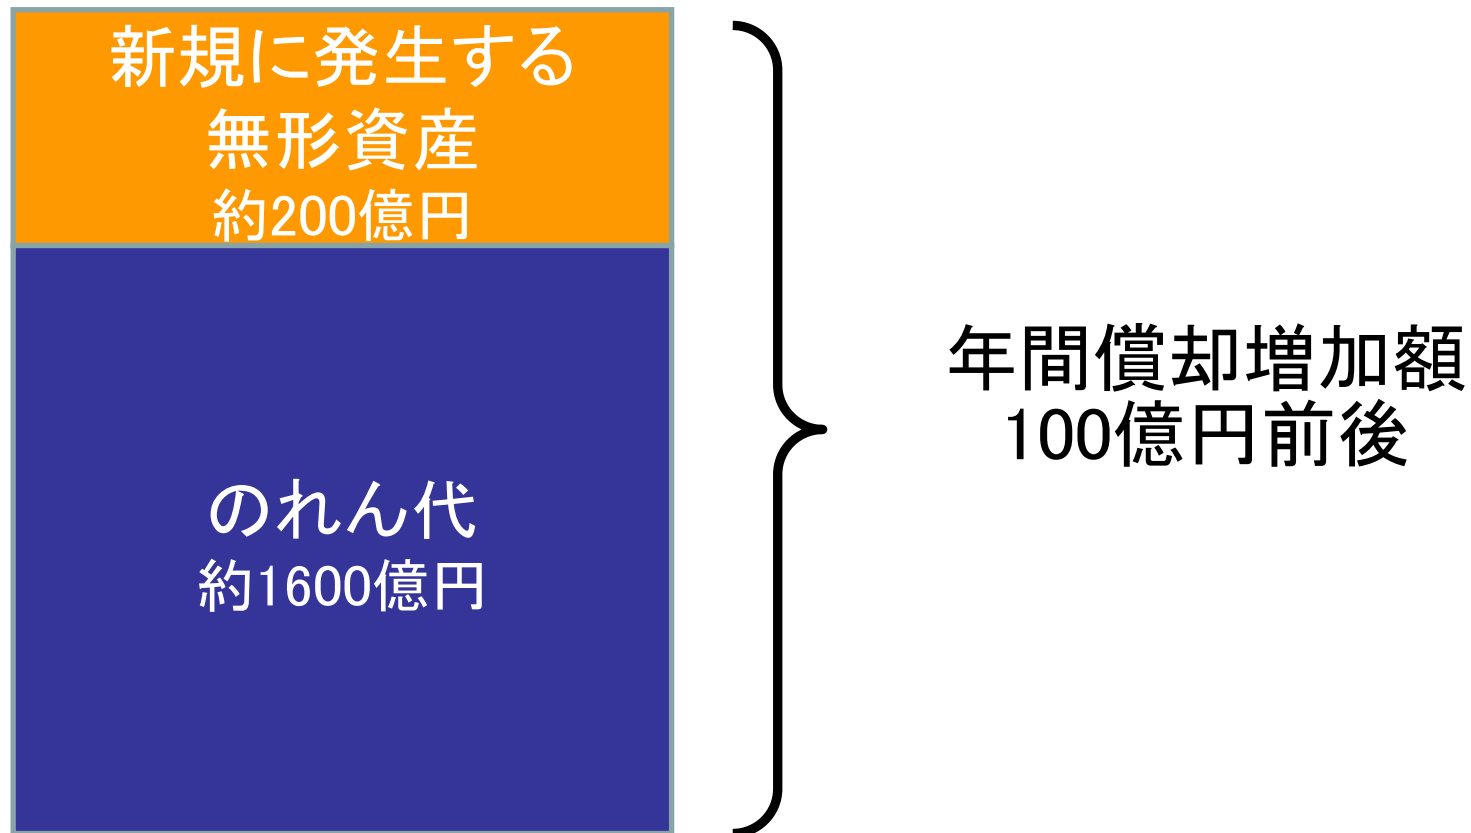 新規に発生する
無形資産
約200億円
のれん代
約1600億円
年間償却増加額
100億円前後